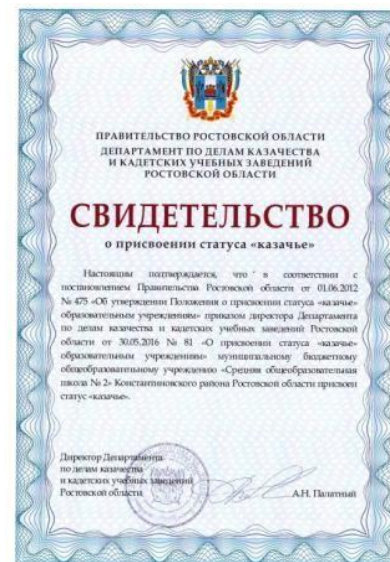 ПРАВИТЕЛЬСТВО РОСТОВСКОЙ ОБЛАСТИ
ДЕПАРТАМЕНТ ПО ДЕЛАМ КАЗАЧЕСТВА
И КАДЕТСКИХ УЧЕБНЫХ ЗАВЕДЕНИЙ
РОСТОВСКОЙ ОБЛАСТИ
СВИДЕТЕЛЬСТВО
о присвоении статуса «казачье»
Настоящим подтверждается, что в соответствии с
постановлением Правительства Ростовской области от 01.06.2012
№ 475 «Об утверждении Положения о присвоении статуса «казачье»
образовательным учреждениям» приказом директора Департамента
по делам казачества и кадетских учебных заведений Ростовской
области от 30.05.2016 № 81 «О присвоении статуса «казачье»
образовательным учреждениям» муниципальному бюджетному
общеобразовательному учреждению «Средняя общеобразовательная
школа № 2» Константиновского района Ростовской области присвоен
статус «казачье».
Директор Департамента
по делам казачества
и кадетских учебных заведений
Ростовской области
А.Н. Палатный